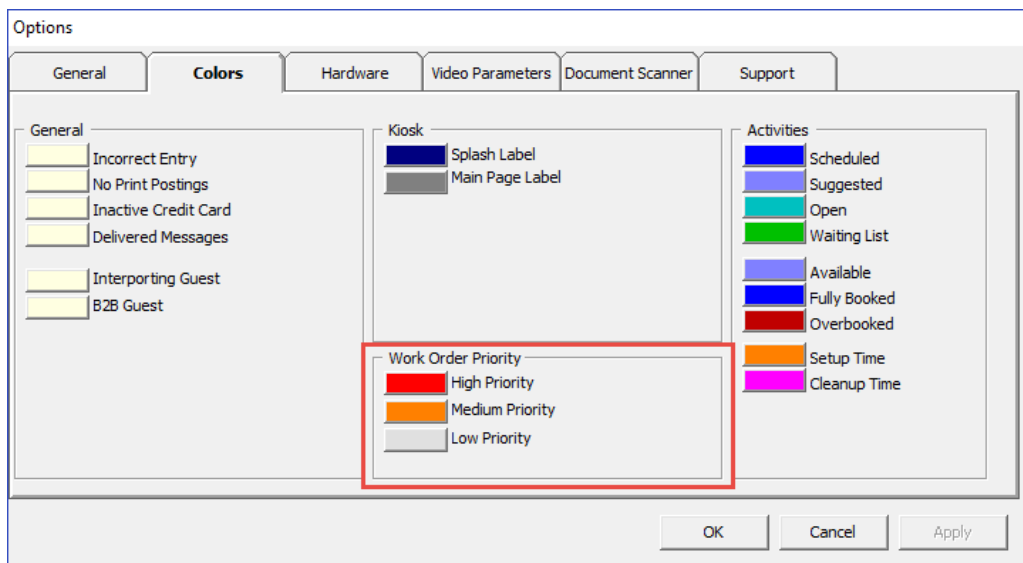 Options
General
Colors
Hardware
Video Parameters
Document Scanner
Support
General
Incorrect Entry
No Print Postings
Inactive Credit Card
Delivered Messages
Interporting Guest
B2B Guest
Kiosk
Splash Label
Main Page Label
Work Order Priority
High Priority
Medium Priority
Low Priority
Activities
Scheduled
Suggested
Open
Waiting List
Available
Fully Booked
Overbooked
Setup Time
Cleanup Time
OK
Cancel
Apply